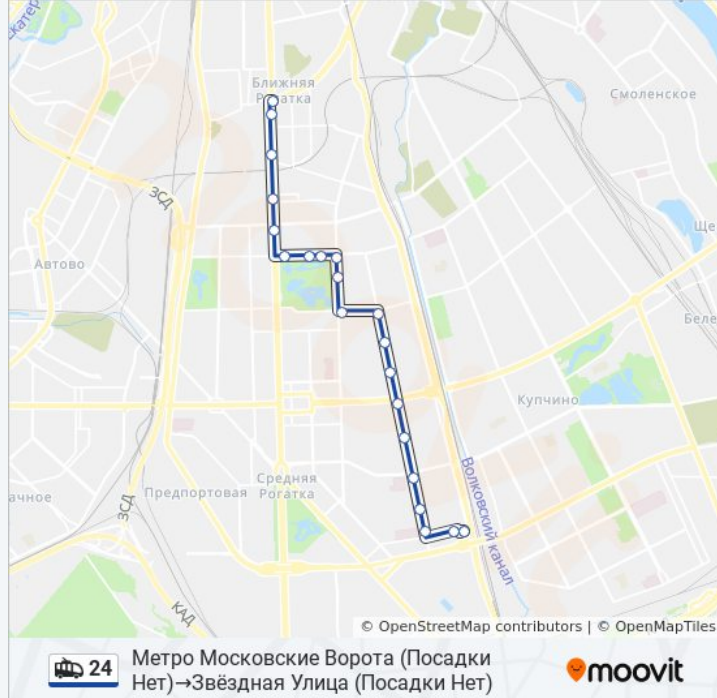 Екатер
Ближняя
Рогатка
Смоленское
ЗСД
Автово
Ще
Беле
Купчино
Волковский канал
Средняя
Рогатка
Предпортовая
ачное
ЗСД
КАД
© OpenStreetMap contributors | © OpenMapTiles
24
Метро Московские Ворота (Посадки
Нет)→Звёздная Улица (Посадки Нет)
moovit